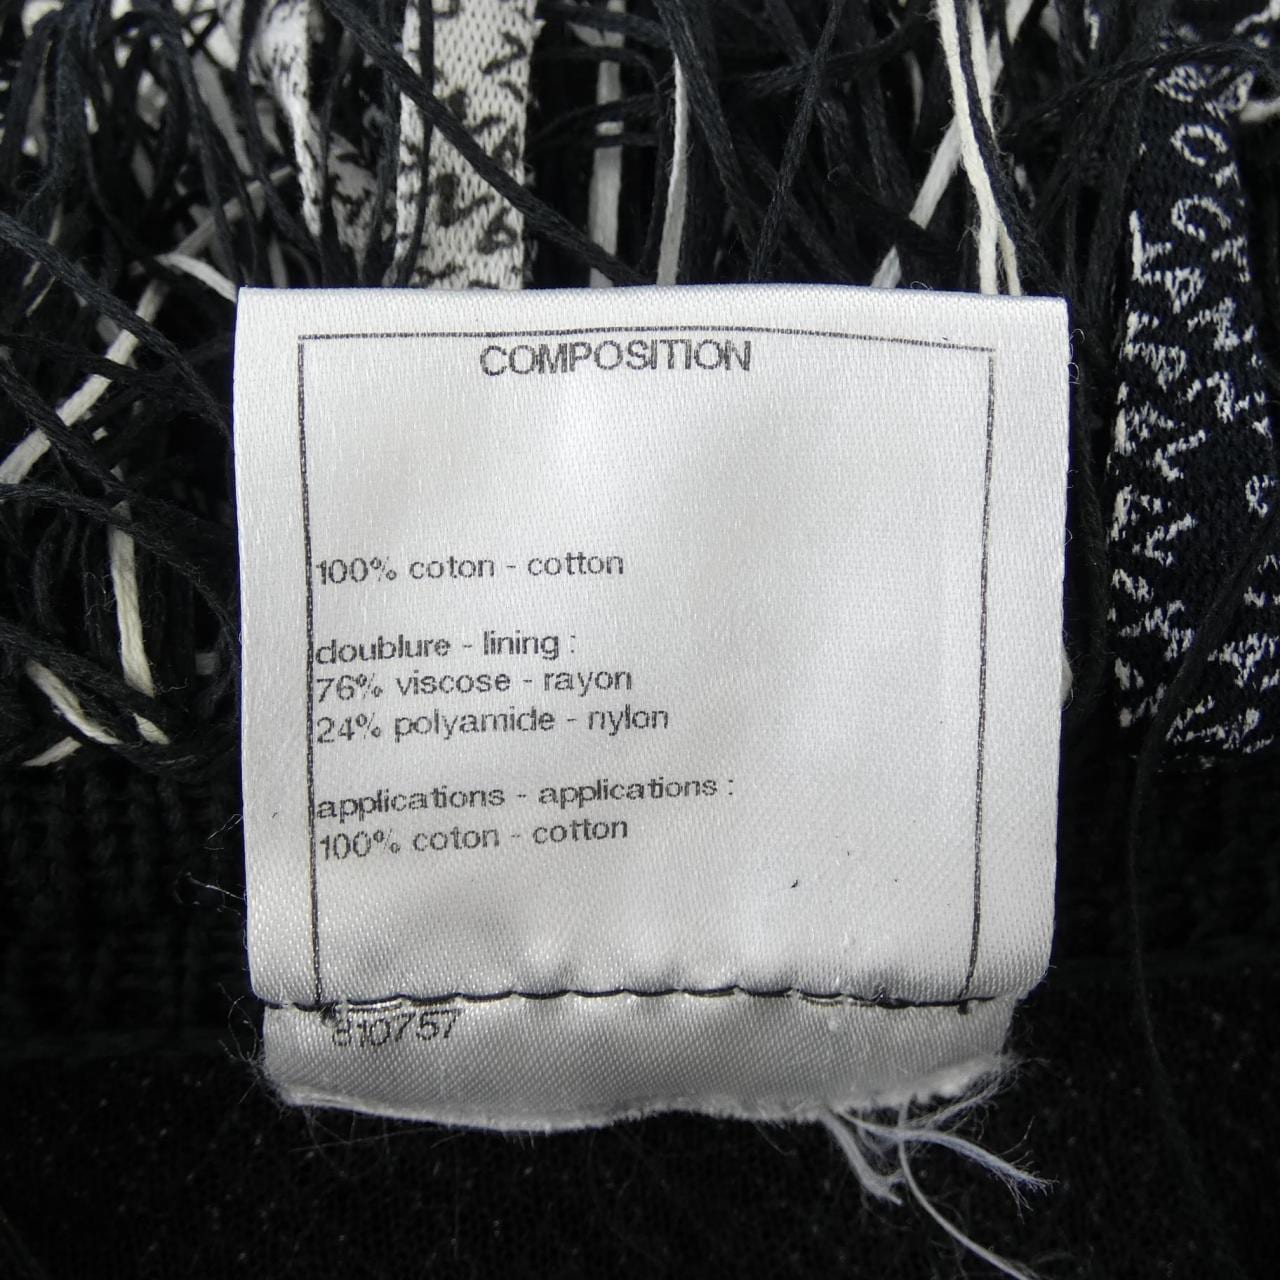 COMPOSITION
100% coton - cotton
doublure - lining :
76% viscose - rayon
24% polyamide - nylon
applications - applications :
100% coton - cotton
810757